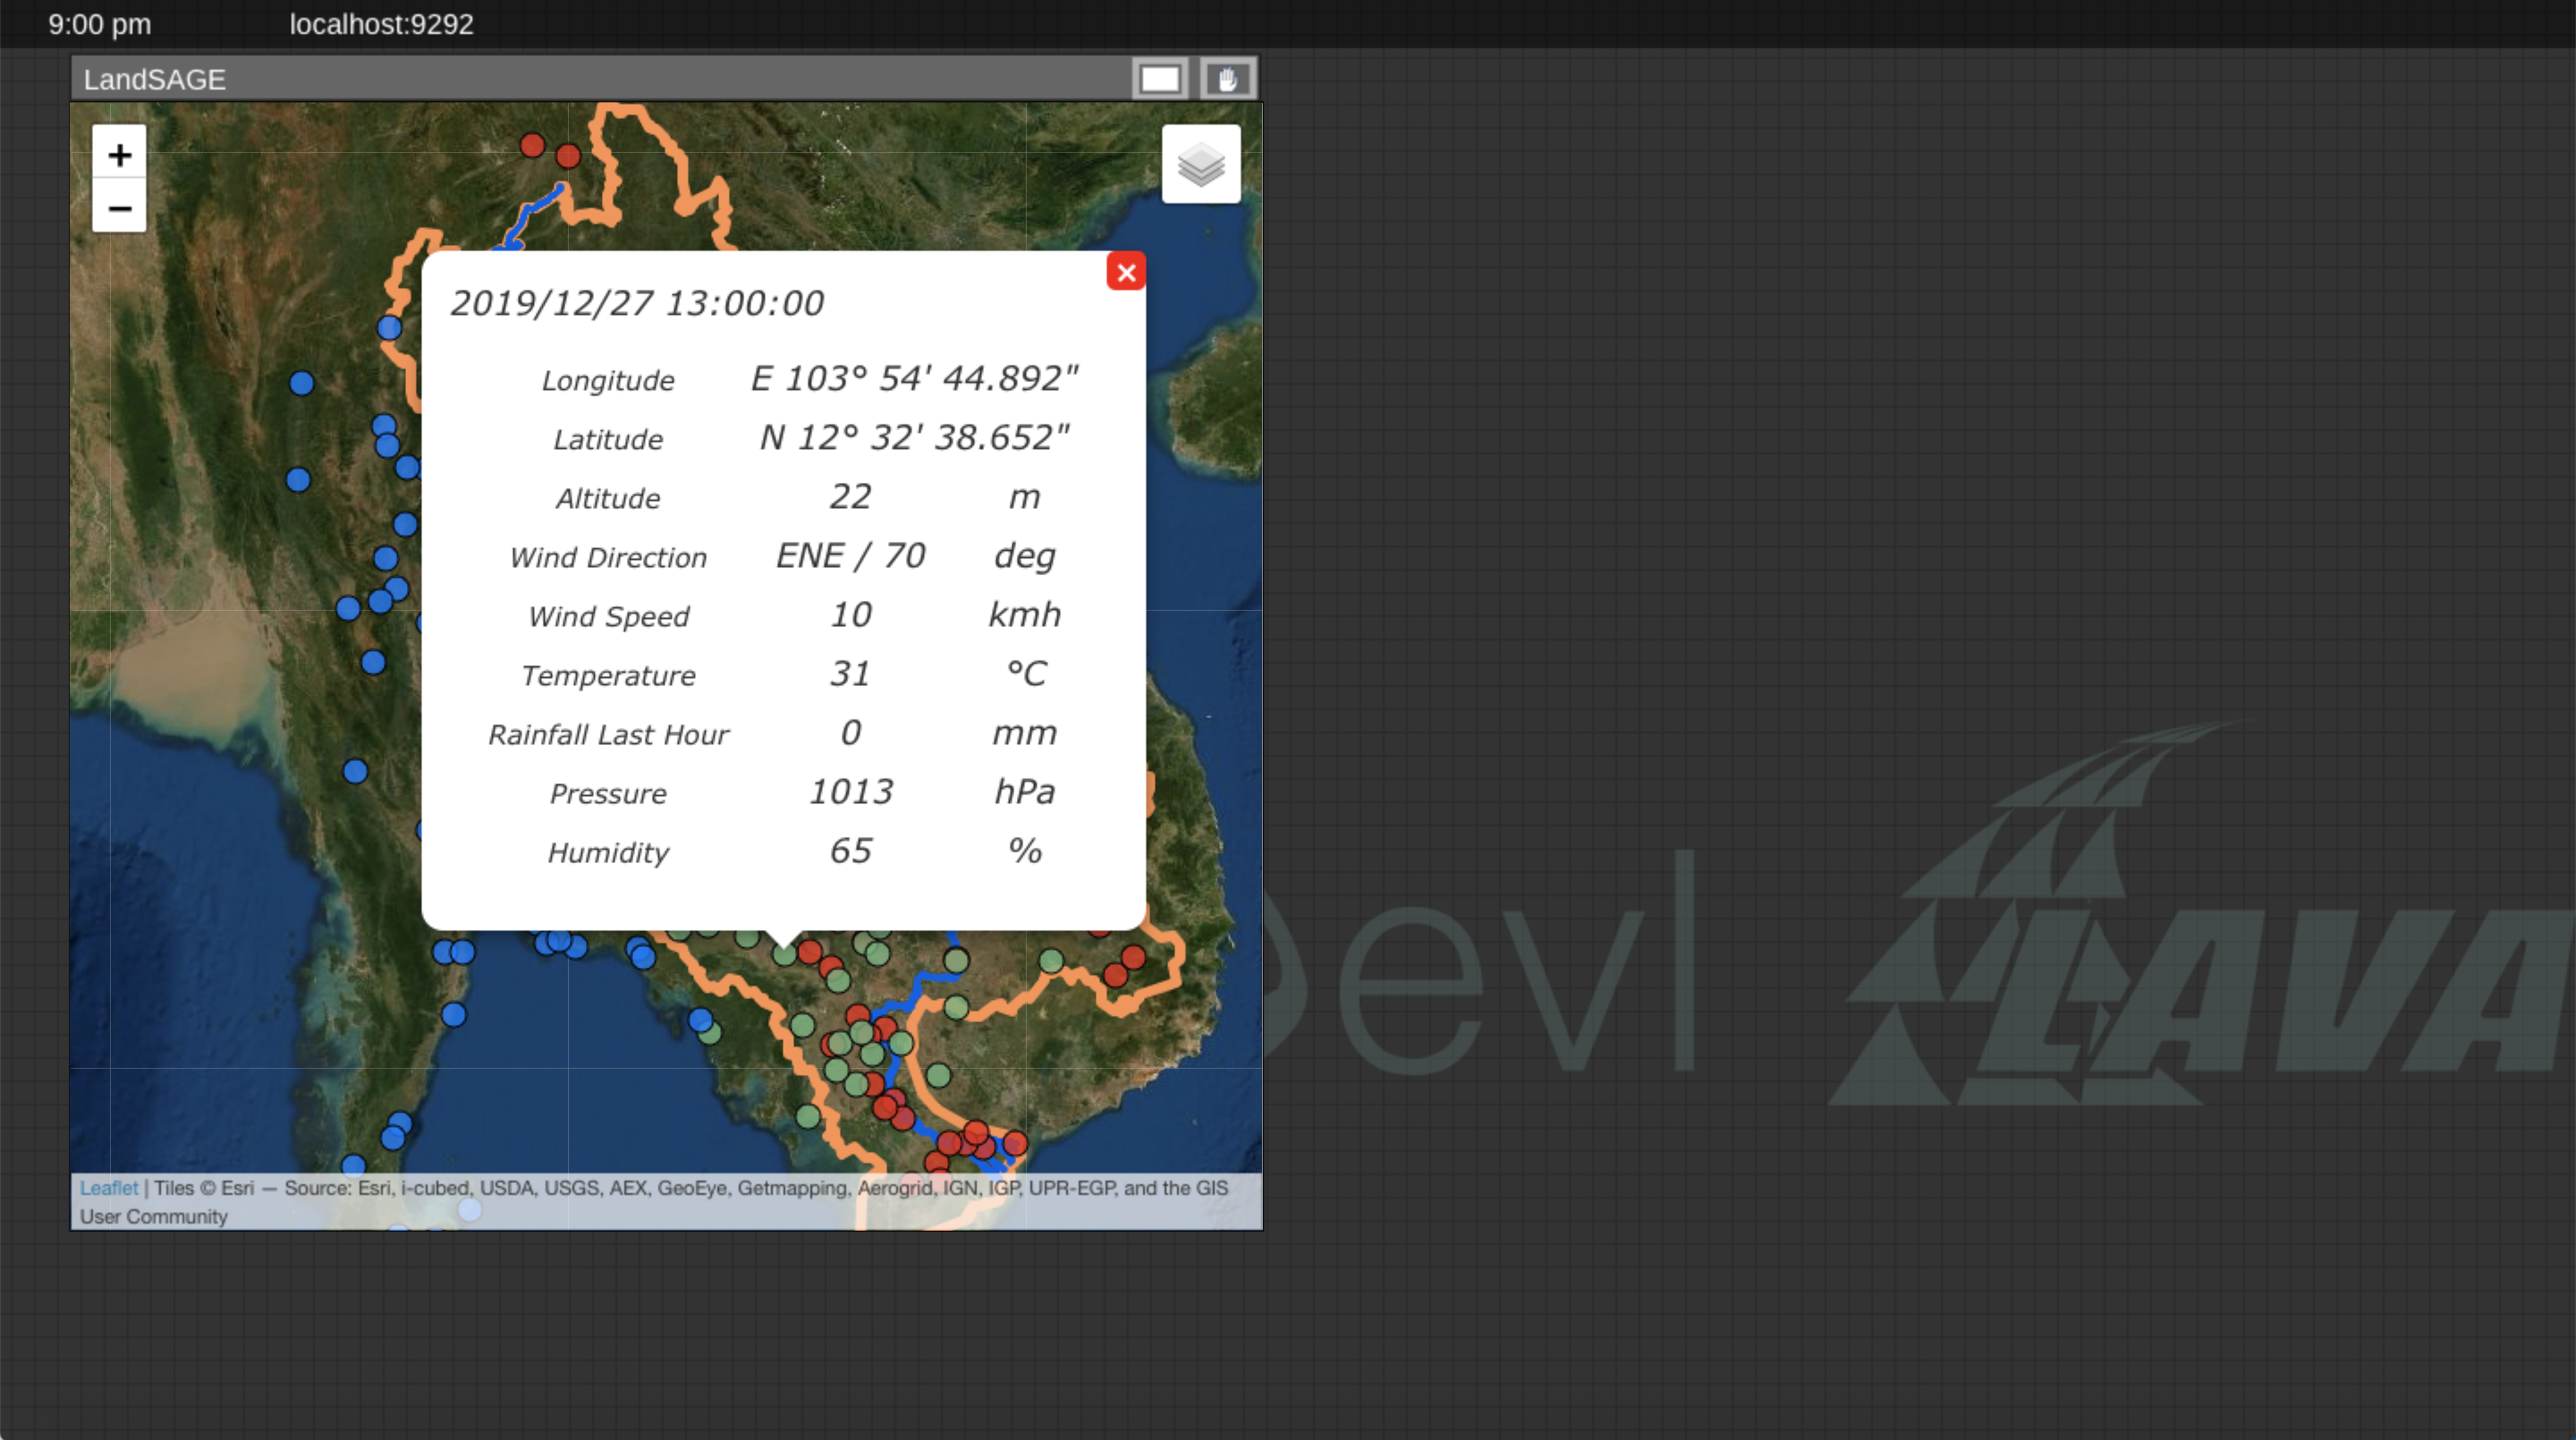 9:00 pm localhost:9292
LandSAGE
+
−
2019/12/27 13:00:00
Longitude E 103° 54' 44.892"
Latitude N 12° 32' 38.652"
Altitude 22 m
Wind Direction ENE / 70 deg
Wind Speed 10 kmh
Temperature 31 °C
Rainfall Last Hour 0 mm
Pressure 1013 hPa
Humidity 65 %
evl LAVA
Leaflet | Tiles © Esri — Source: Esri, i-cubed, USDA, USGS, AEX, GeoEye, Getmapping, Aerogrid, IGN, IGP, UPR-EGP, and the GIS
User Community